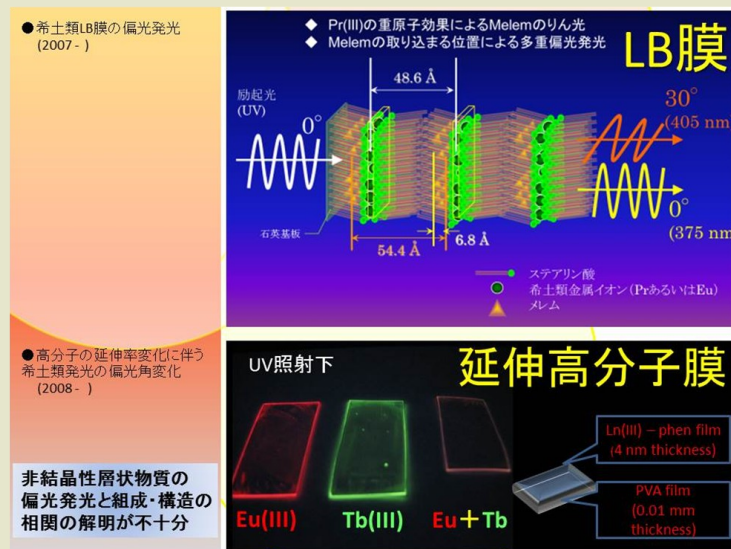 ●希土類LB膜の偏光発光
(2007- )
◆ Pr(III)の重原子効果によるMelemのりん光
◆ Melemの取り込まる位置による多重偏光発光
LB膜
48.6 Å
励起光
(UV)
0°
30°
(405 nm)
0°
(375 nm)
石英基板
54.4 Å
6.8 Å
ステアリン酸
希土類金属イオン(PrあるいはEu)
メレム
●高分子の延伸率変化に伴う
希土類発光の偏光角変化
(2008- )
非結晶性層状物質の
偏光発光と組成・構造の
相関の解明が不十分
UV照射下
延伸高分子膜
Eu(III)
Tb(III)
Eu+Tb
Ln(III) – phen film
(4 nm thickness)
PVA film
(0.01 mm
thickness)